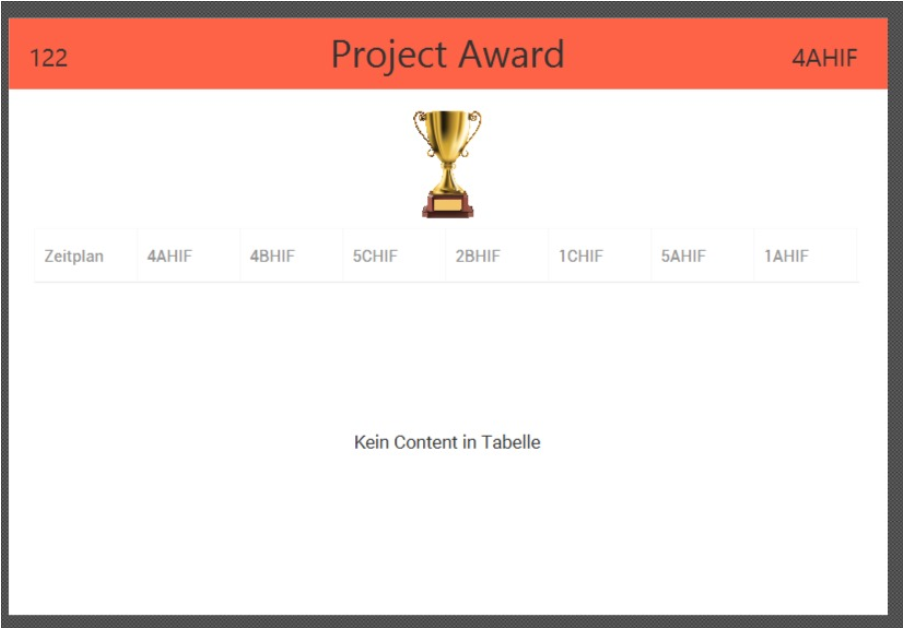 122 Project Award 4AHIF
Zeitplan 4AHIF 4BHIF 5CHIF 2BHIF 1CHIF 5AHIF 1AHIF
Kein Content in Tabelle